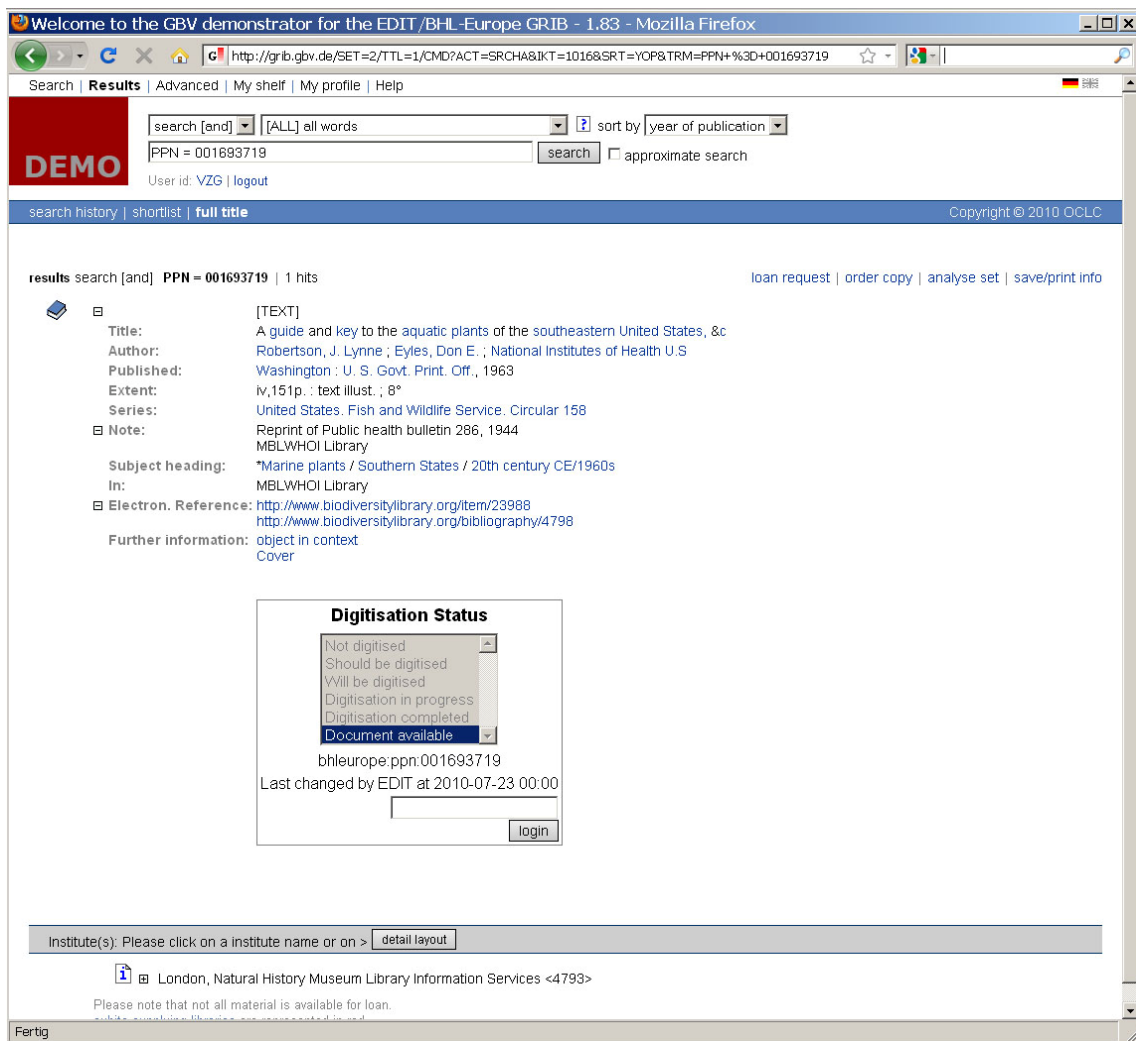 Welcome to the GBV demonstrator for the EDIT/BHL-Europe GRIB - 1.83 - Mozilla Firefox
http://grib.gbv.de/SET=2/TTL=1/CMD?ACT=SRCHA&IKT=1016&SRT=YOP&TRM=PPN+%3D+001693719
Search | Results | Advanced | My shelf | My profile | Help
DEMO
search [and] [ALL] all words ? sort by year of publication
PPN = 001693719 search approximate search
User id: VZG | logout
search history | shortlist | full title Copyright © 2010 OCLC
results search [and] PPN = 001693719 | 1 hits loan request | order copy | analyse set | save/print info
[TEXT]
Title: A guide and key to the aquatic plants of the southeastern United States, &c
Author: Robertson, J. Lynne ; Eyles, Don E. ; National Institutes of Health U.S
Published: Washington : U. S. Govt. Print. Off., 1963
Extent: iv,151p. : text illust. ; 8°
Series: United States. Fish and Wildlife Service. Circular 158
Note: Reprint of Public health bulletin 286, 1944
MBLWHOI Library
Subject heading: *Marine plants / Southern States / 20th century CE/1960s
In: MBLWHOI Library
Electron. Reference: http://www.biodiversitylibrary.org/item/23988
http://www.biodiversitylibrary.org/bibliography/4798
Further information: object in context
Cover
Digitisation Status
Not digitised
Should be digitised
Will be digitised
Digitisation in progress
Digitisation completed
Document available
bhleurope:ppn:001693719
Last changed by EDIT at 2010-07-23 00:00
login
Institute(s): Please click on a institute name or on > detail layout
London, Natural History Museum Library Information Services <4793>
Please note that not all material is available for loan.
Fertig